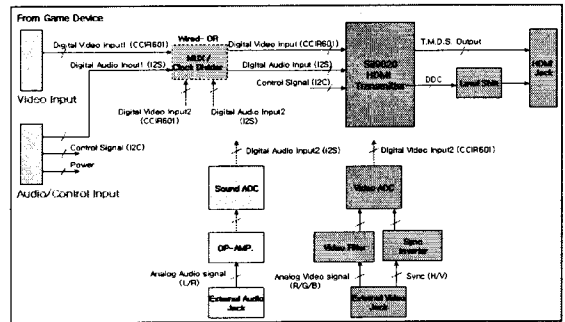 From Game Device
Wired-OR
Digital Video Input1 (CCIR601)
Digital Video Input (CCIR601)
T.M.D.S. Output
MUX /
Clock Divider
Digital Audio Input1 (I2S)
Digital Audio Input (I2S)
HDMI
Transmitter
HDMI
Jack
Control Signal (I2C)
DDC
Level Shift
Video Input
Digital Video Input2
(CCIR601)
Digital Audio Input2
(I2S)
Control Signal (I2C)
Power
Audio/Control Input
Digital Audio Input2 (I2S)
Digital Video Input2 (CCIR601)
Sound ADC
Video ADC
OP-AMP.
Video Filter
Sync
Inverter
Analog Audio signal
(L/R)
Analog Video signal
(R/G/B)
Sync (H/V)
External Audio
Jack
External Video
Jack